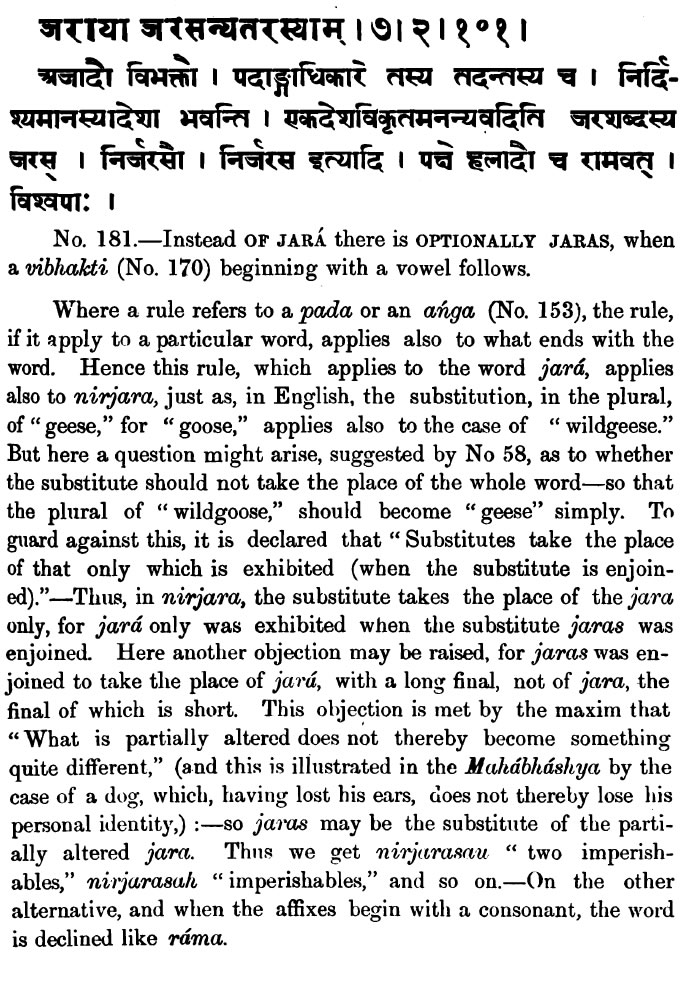 जराया जरसन्यतरस्याम् । ७। २। १०१ ।
अजादौ विभक्तौ । पदाङ्गाधिकारे तस्य तदन्तस्य च । निर्दि-
श्यमानस्यादेशा भवन्ति । एकदेशविकृतमनन्यवदिति जरशब्दस्य
जरस् । निर्जरसौ । निर्जरस इत्यादि । पक्षे हलादौ च रामवत् ।
विश्वपाः ।
No. 181.—Instead OF JARÁ there is OPTIONALLY JARAS, when
a vibhakti (No. 170) beginning with a vowel follows.
Where a rule refers to a pada or an aṅga (No. 153), the rule,
if it apply to a particular word, applies also to what ends with the
word. Hence this rule, which applies to the word jará, applies
also to nirjara, just as, in English, the substitution, in the plural,
of “geese,” for “goose,” applies also to the case of “wildgeese.”
But here a question might arise, suggested by No 58, as to whether
the substitute should not take the place of the whole word—so that
the plural of “wildgoose,” should become “geese” simply. To
guard against this, it is declared that “Substitutes take the place
of that only which is exhibited (when the substitute is enjoin-
ed).”—Thus, in nirjara, the substitute takes the place of the jara
only, for jará only was exhibited when the substitute jaras was
enjoined. Here another objection may be raised, for jaras was en-
joined to take the place of jará, with a long final, not of jara, the
final of which is short. This objection is met by the maxim that
“What is partially altered does not thereby become something
quite different,” (and this is illustrated in the Mahábháshya by the
case of a dog, which, having lost his ears, does not thereby lose his
personal identity,) :—so jaras may be the substitute of the parti-
ally altered jara. Thus we get nirjarasau “two imperish-
ables,” nirjarasah “imperishables,” and so on.—On the other
alternative, and when the affixes begin with a consonant, the word
is declined like ráma.